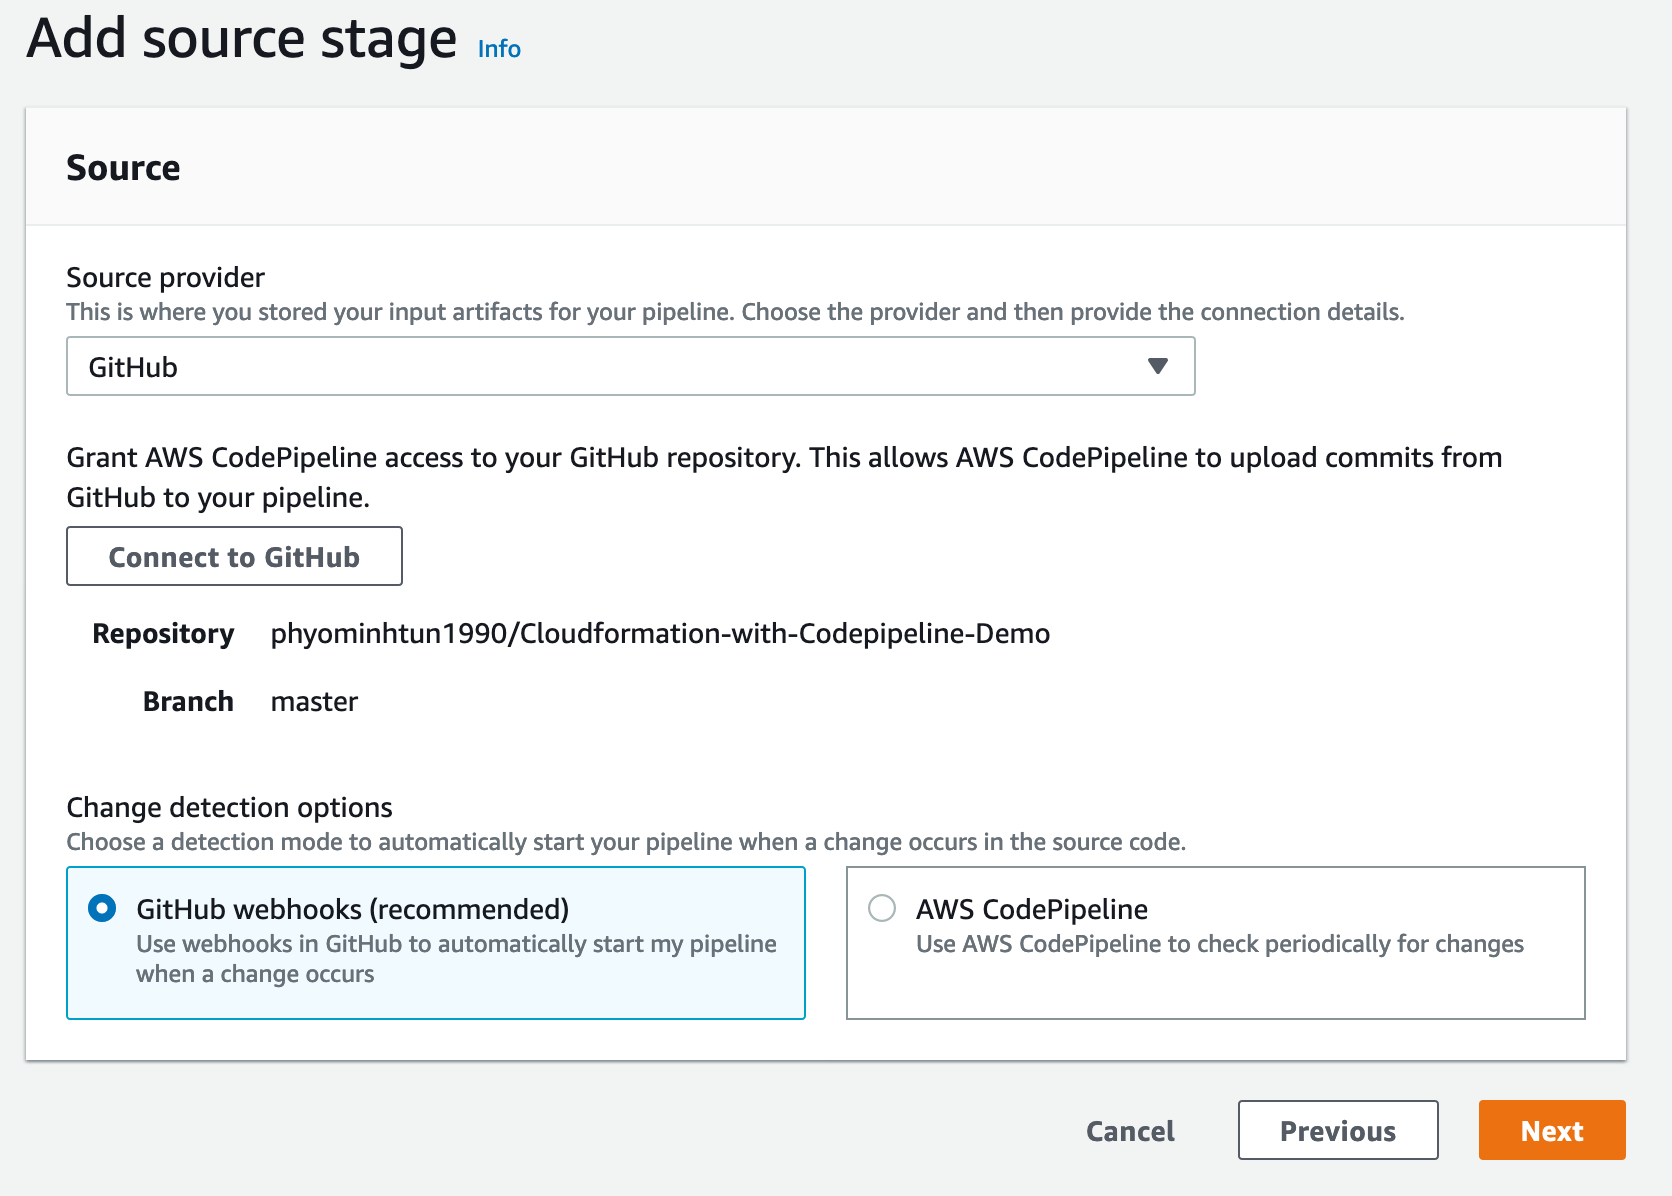 Add source stage Info
Source
Source provider
This is where you stored your input artifacts for your pipeline. Choose the provider and then provide the connection details.
GitHub
Grant AWS CodePipeline access to your GitHub repository. This allows AWS CodePipeline to upload commits from
GitHub to your pipeline.
Connect to GitHub
Repository phyominhtun1990/Cloudformation-with-Codepipeline-Demo
Branch master
Change detection options
Choose a detection mode to automatically start your pipeline when a change occurs in the source code.
GitHub webhooks (recommended)
Use webhooks in GitHub to automatically start my pipeline
when a change occurs
AWS CodePipeline
Use AWS CodePipeline to check periodically for changes
Cancel Previous Next